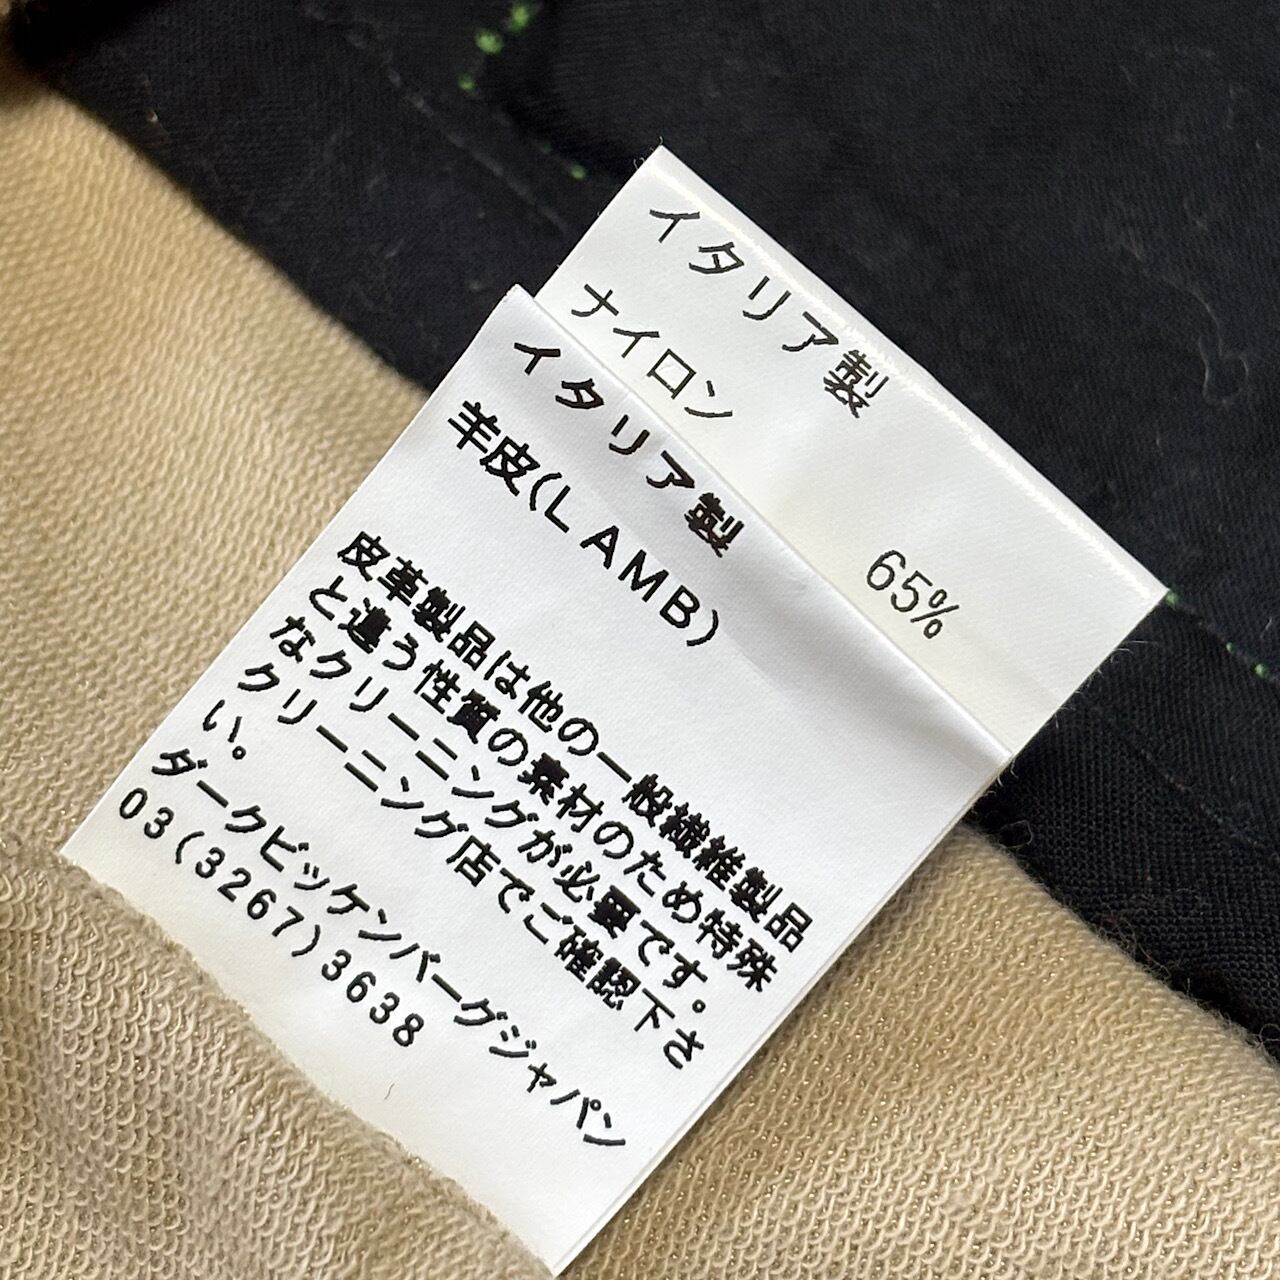 イタリア製
ナイロン 65%
イタリア製
羊皮(LAMB)
皮革製品は他の一般繊維製品
と違う性質の素材のため特殊
なクリーニングが必要です。
クリーニング店でご確認下さ
い。
ダークビッケンバーグジャパン
03(3267)3638